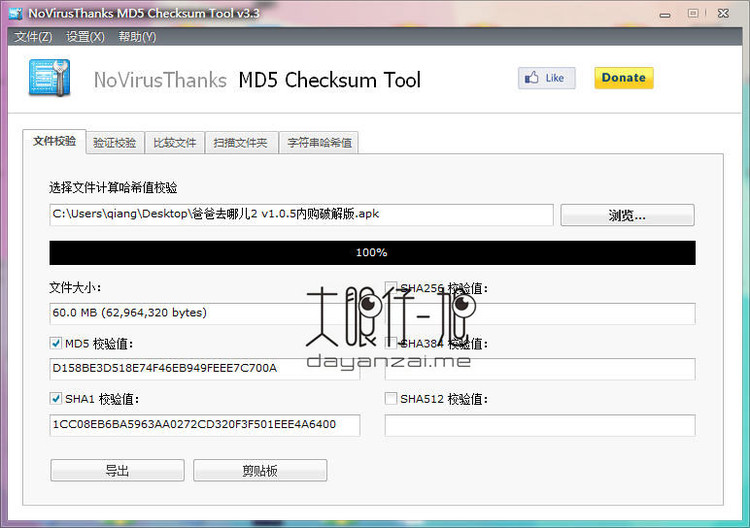 NoVirusThanks MD5 Checksum Tool v3.3
文件(Z) 设置(X) 帮助(Y)
NoVirusThanks MD5 Checksum Tool
Like
Donate
文件校验 验证校验 比较文件 扫描文件夹 字符串哈希值
选择文件计算哈希值校验
C:\Users\qiang\Desktop\爸爸去哪儿2 v1.0.5内购破解版.apk
浏览...
100%
文件大小: SHA256 校验值:
60.0 MB (62,964,320 bytes)
大眼仔~旭
dayanzai.me
MD5 校验值: SHA384 校验值:
D158BE3D518E74F46EB949FEEE7C700A
SHA1 校验值: SHA512 校验值:
1CC08EB6BA5963AA0272CD320F3F501EEE4A6400
导出 剪贴板